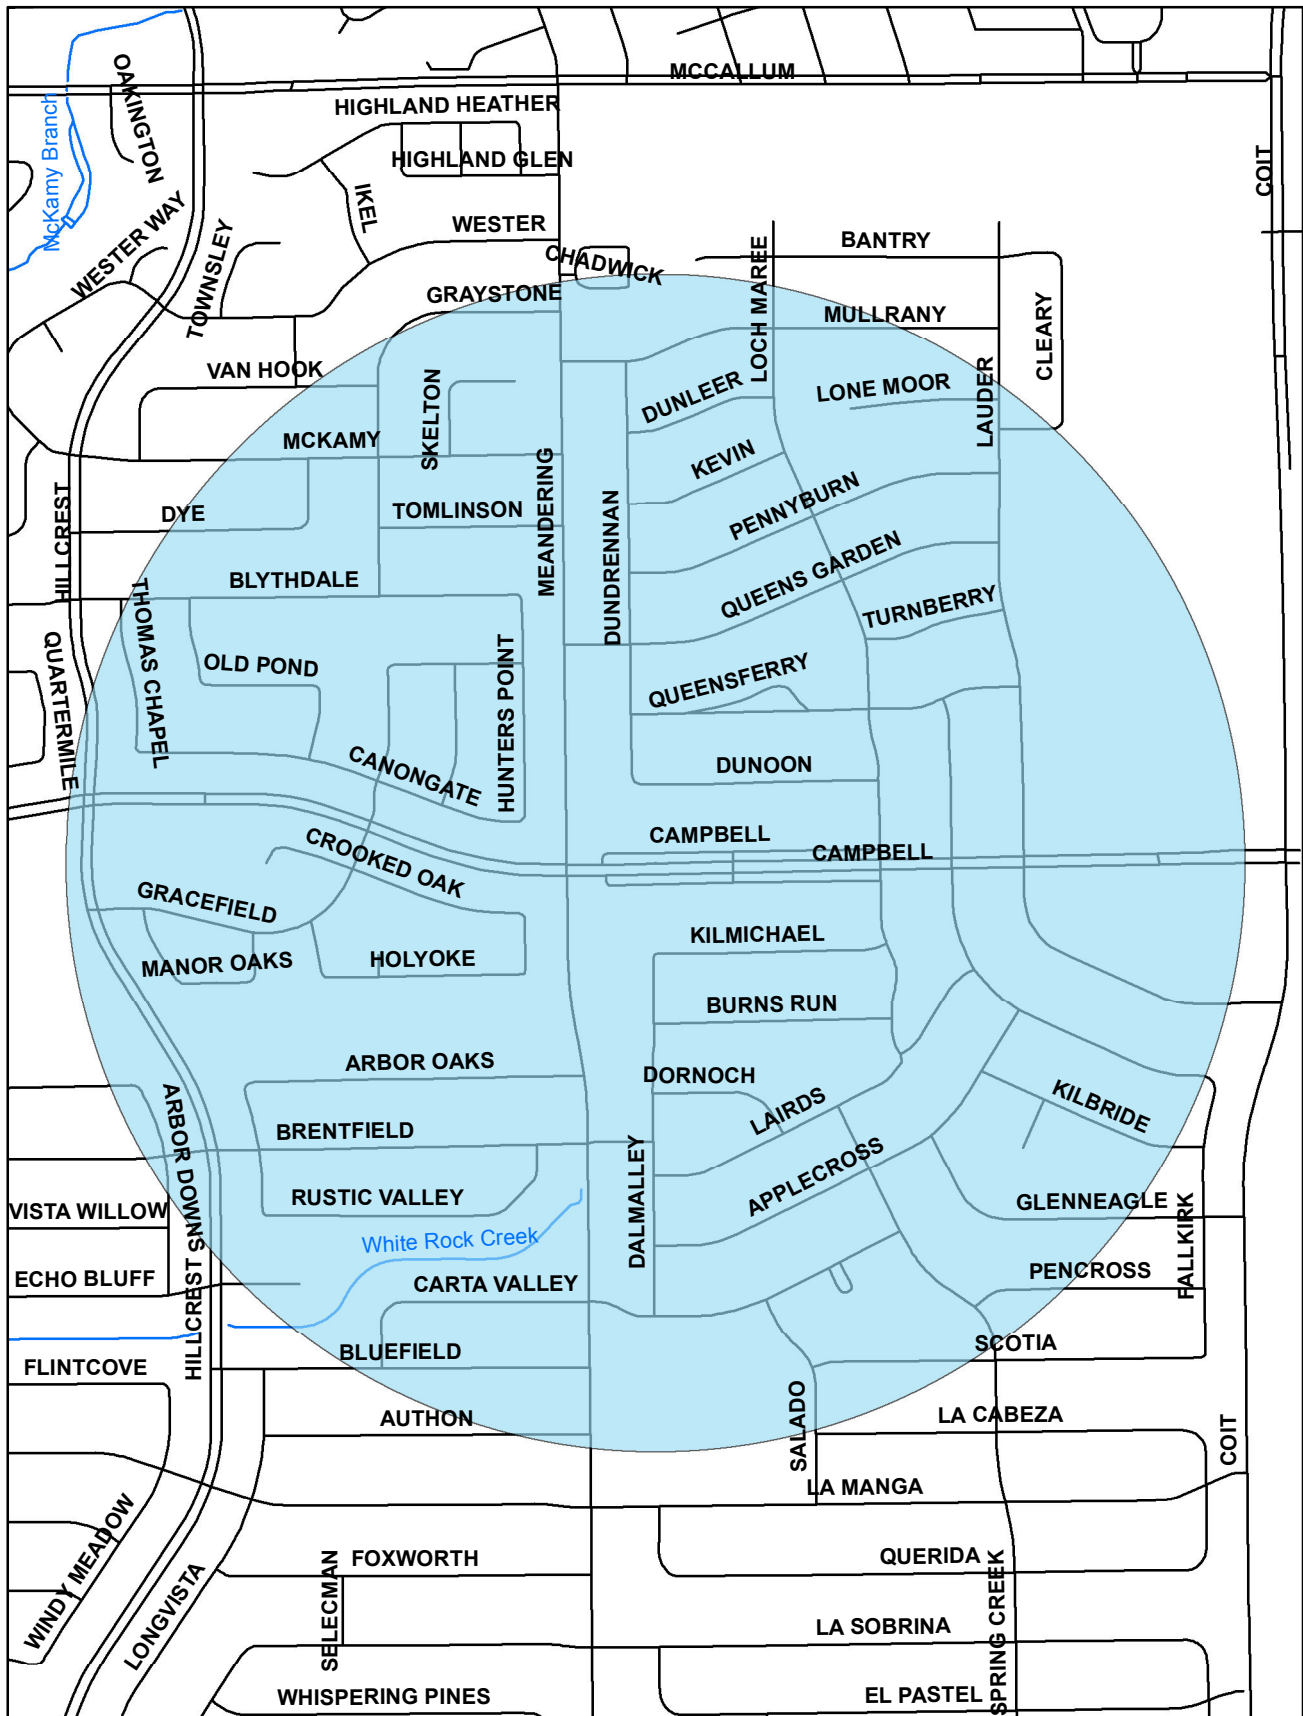 MCCALLUM
OAKINGTON
HIGHLAND HEATHER
McKamy Branch
HIGHLAND GLEN
COIT
IKEL
WESTER
WESTER WAY
TOWNSLEY
BANTRY
CHADWICK
LOCH MAREE
GRAYSTONE
MULLRANY
CLEARY
VAN HOOK
DUNLEER
LONE MOOR
LAUDER
SKELTON
MCKAMY
KEVIN
MEANDERING
PENNYBURN
TOMLINSON
DYE
HILLCREST
DUNDRENNAN
QUEENS GARDEN
BLYTHDALE
TURNBERRY
THOMAS CHAPEL
QUARTERMILE
OLD POND
HUNTERS POINT
QUEENSFERRY
CANONGATE
DUNOON
CAMPBELL
CAMPBELL
CROOKED OAK
GRACEFIELD
KILMICHAEL
MANOR OAKS
HOLYOKE
BURNS RUN
ARBOR OAKS
DORNOCH
LAIRDS
KILBRIDE
ARBOR DOWNS
BRENTFIELD
DALMALLEY
APPLECROSS
RUSTIC VALLEY
GLENNEAGLE
VISTA WILLOW
White Rock Creek
FALLKIRK
ECHO BLUFF
CARTA VALLEY
PENCROSS
HILLCREST
BLUEFIELD
SCOTIA
FLINTCOVE
AUTHON
SALADO
LA CABEZA
COIT
LA MANGA
WINDY MEADOW
FOXWORTH
QUERIDA
LONGVISTA
SELECMAN
SPRING CREEK
LA SOBRINA
WHISPERING PINES
EL PASTEL